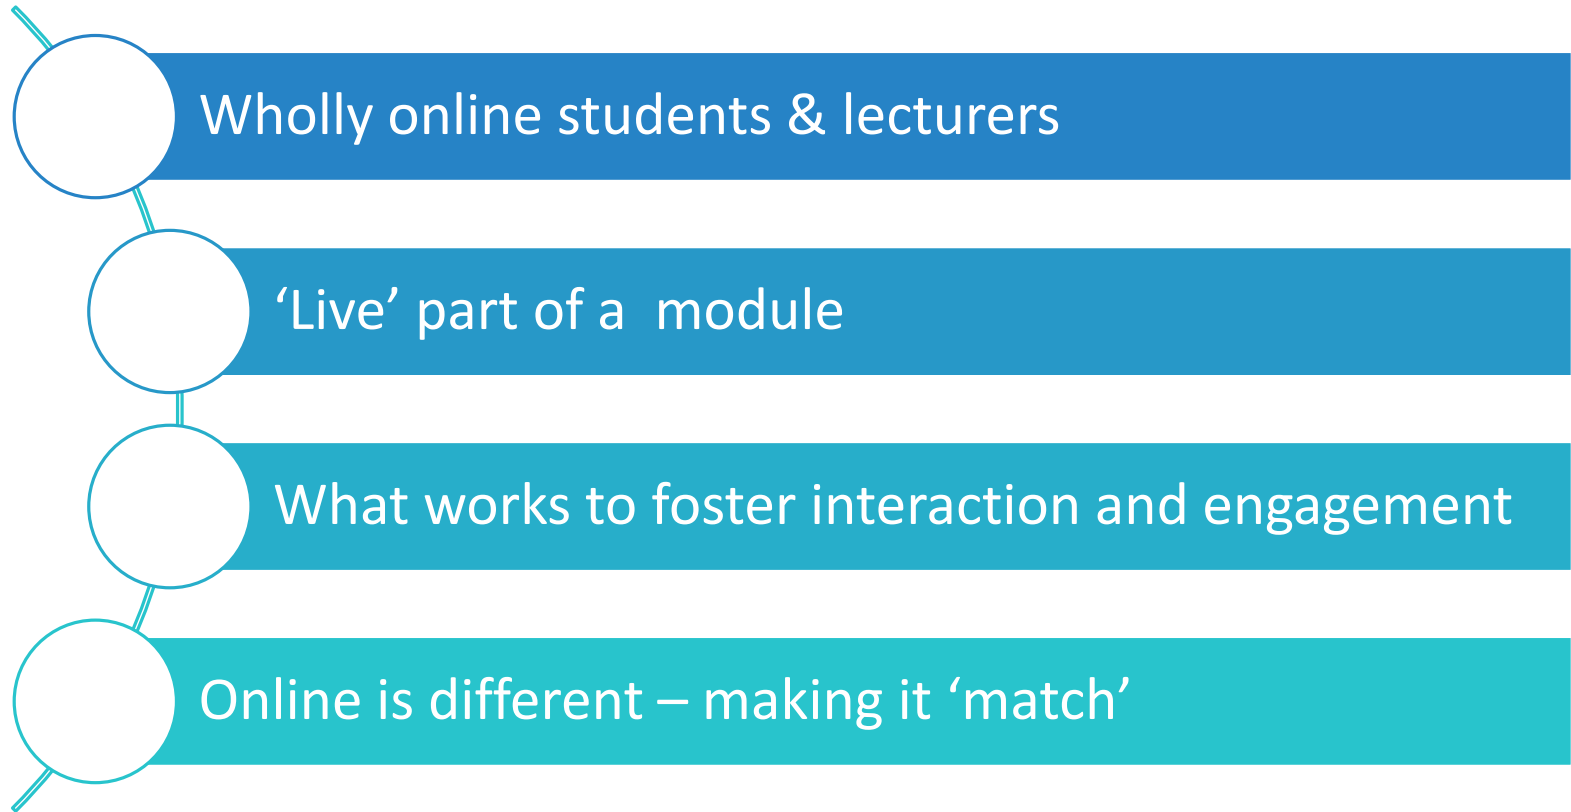 Wholly online students & lecturers
‘Live’ part of a  module
What works to foster interaction and engagement
Online is different – making it ‘match’